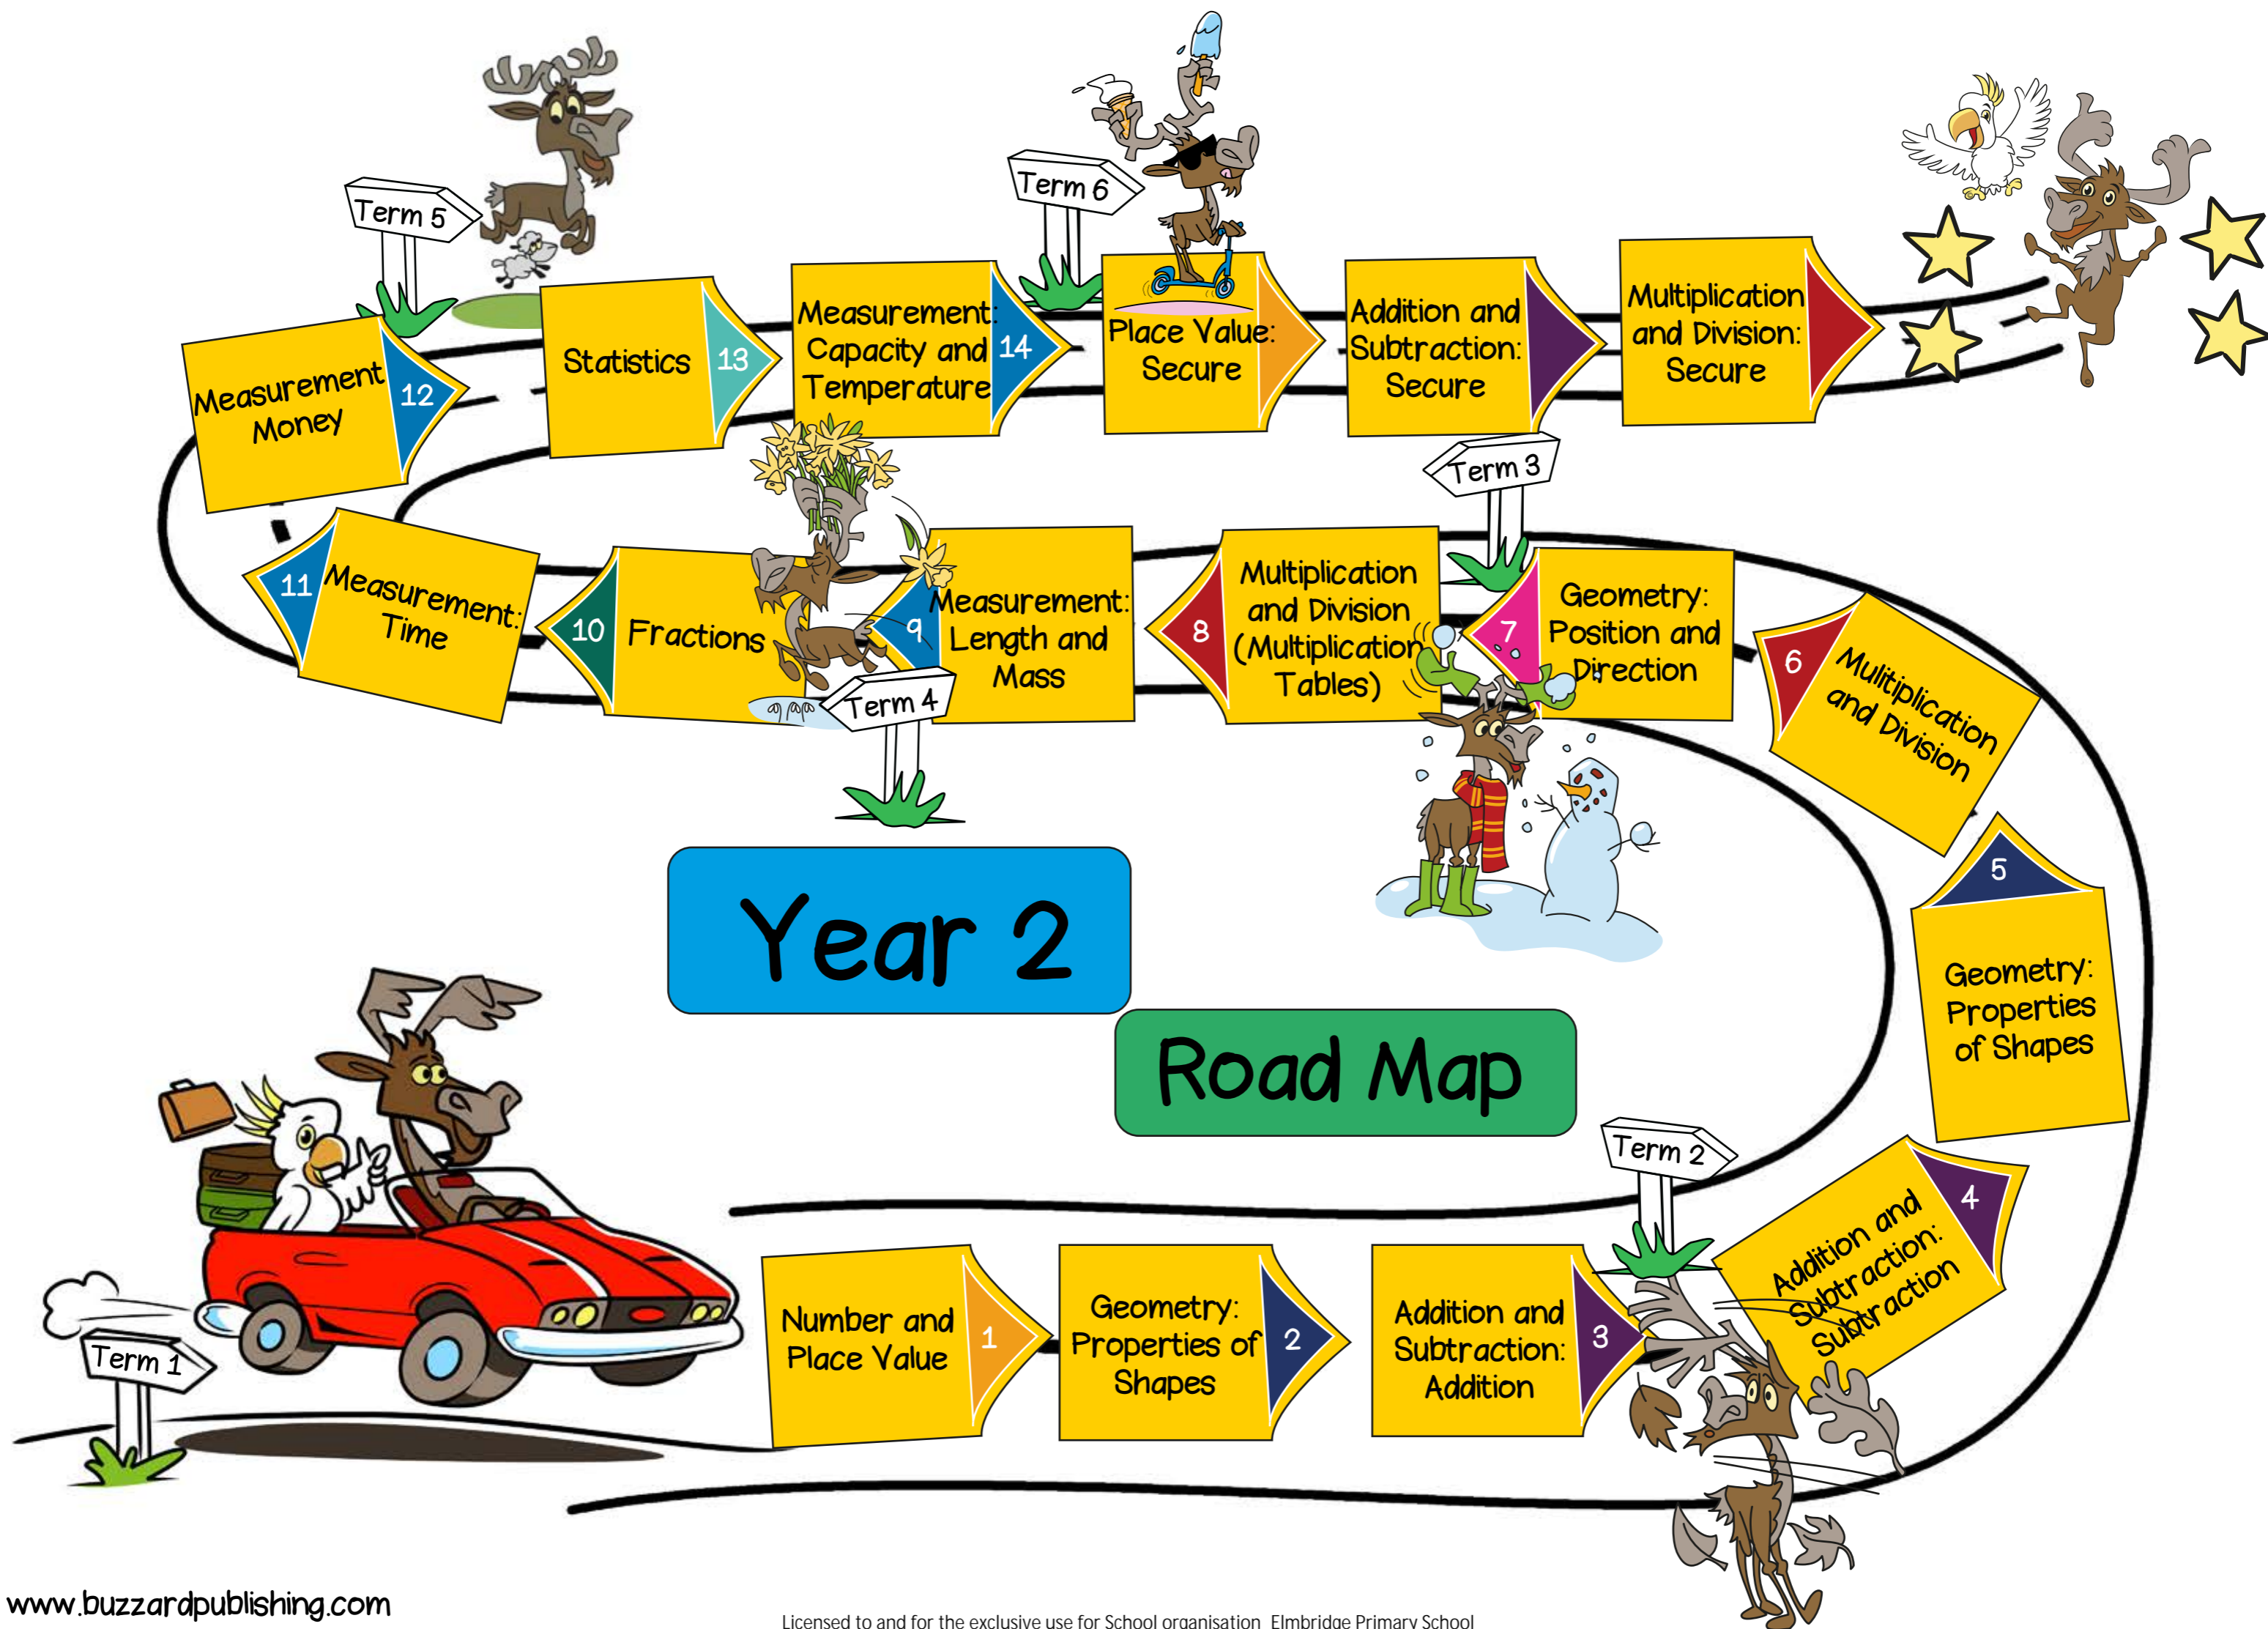 Term 1
Number and
Place Value
1
Geometry:
Properties of
Shapes
2
Addition and
Subtraction:
Addition
3
Term 2
Addition and
Subtraction:
Subtraction
4
Geometry:
Properties
of Shapes
5
Mulitiplication
and Division
6
Geometry:
Position and
Direction
7
Term 3
Multiplication
and Division
(Multiplication
Tables)
8
Measurement:
Length and
Mass
9
Term 4
Fractions
10
Measurement:
Time
11
Measurement
Money
12
Term 5
Statistics
13
Measurement:
Capacity and
Temperature
14
Term 6
Place Value:
Secure
Addition and
Subtraction:
Secure
Multiplication
and Division:
Secure
Year 2
Road Map
www.buzzardpublishing.com
Licensed to and for the exclusive use for School organisation Elmbridge Primary School